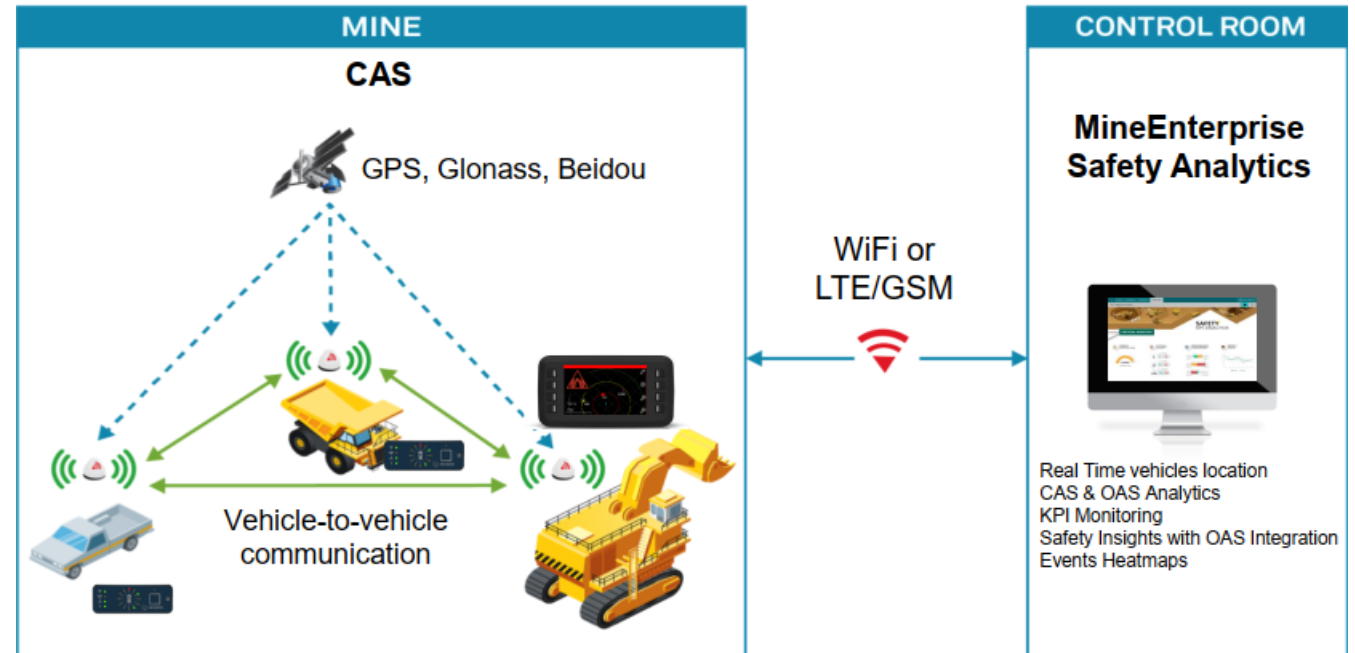 MINE
CAS
GPS, Glonass, Beidou
Vehicle-to-vehicle
communication
WiFi or
LTE/GSM
CONTROL ROOM
MineEnterprise
Safety Analytics
SAFETY
Real Time vehicles location
CAS & OAS Analytics
KPI Monitoring
Safety Insights with OAS Integration
Events Heatmaps